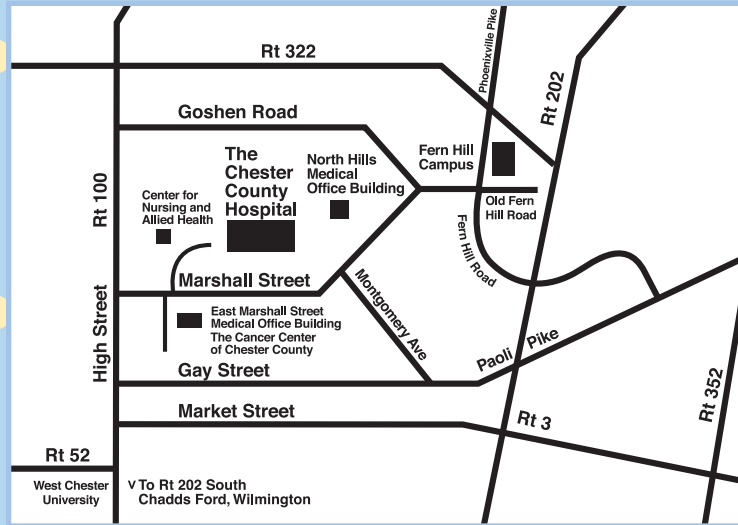 Rt 322
Phoenixville Pike
Rt 202
Goshen Road
The
Chester
County
Hospital
North Hills
Medical
Office Building
Fern Hill
Campus
Rt 100
Center for
Nursing and
Allied Health
Old Fern
Hill Road
Fern Hill Road
Marshall Street
High Street
East Marshall Street
Medical Office Building
The Cancer Center
of Chester County
Montgomery Ave
Paoli Pike
Gay Street
Rt 352
Market Street
Rt 3
Rt 52
West Chester
University
v To Rt 202 South
Chadds Ford, Wilmington